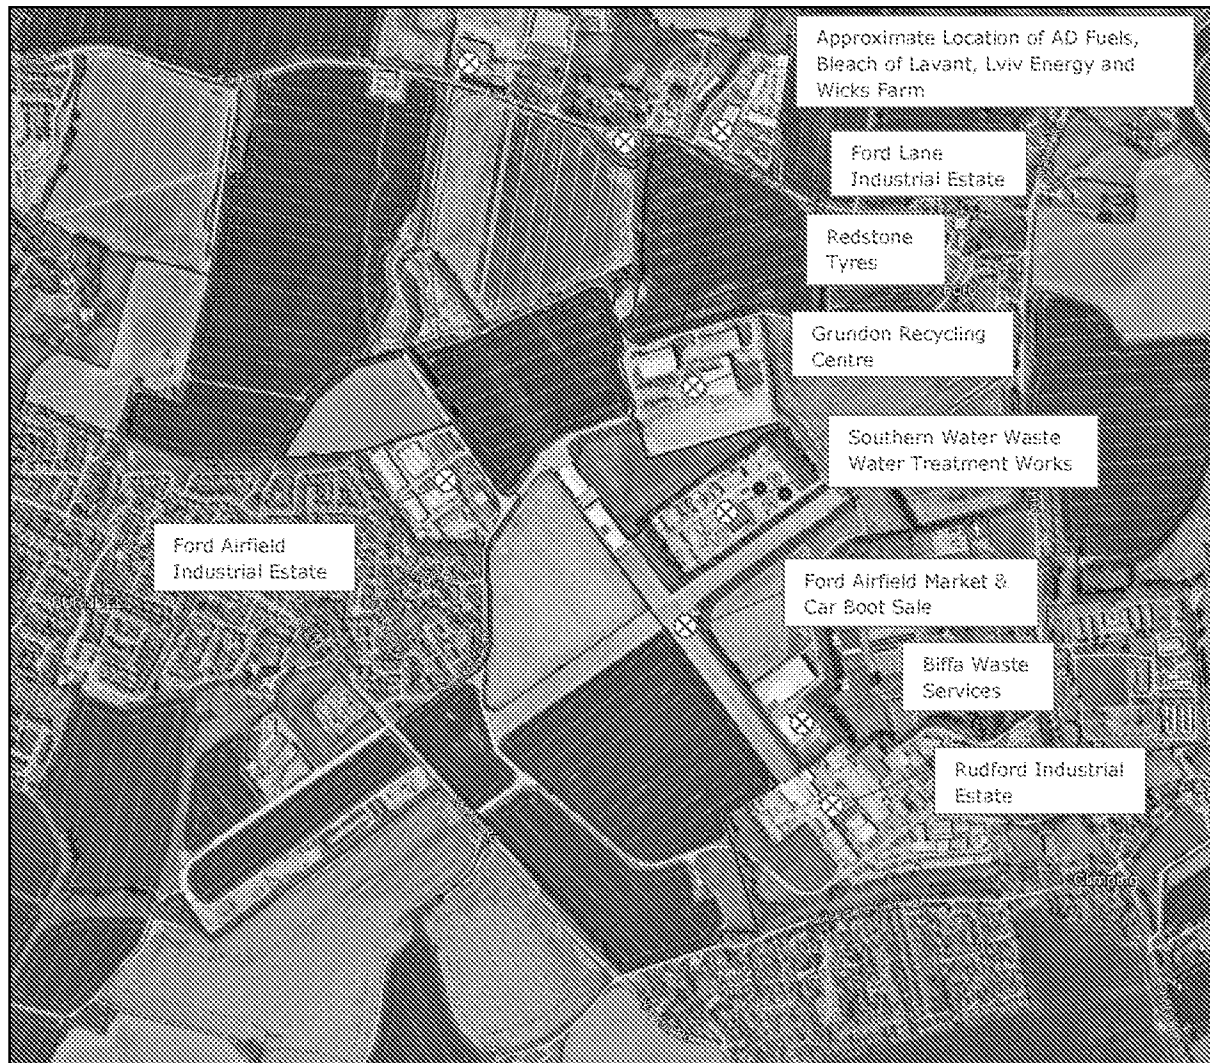 Approximate Location of AD Fuels,
Bleach of Lavant, Lviv Energy and
Wicks Farm
Ford Lane
Industrial Estate
Redstone
Tyres
Grundon Recycling
Centre
Southern Water Waste
Water Treatment Works
Ford Airfield
Industrial Estate
Ford Airfield Market &
Car Boot Sale
Biffa Waste
Services
Rudford Industrial
Estate